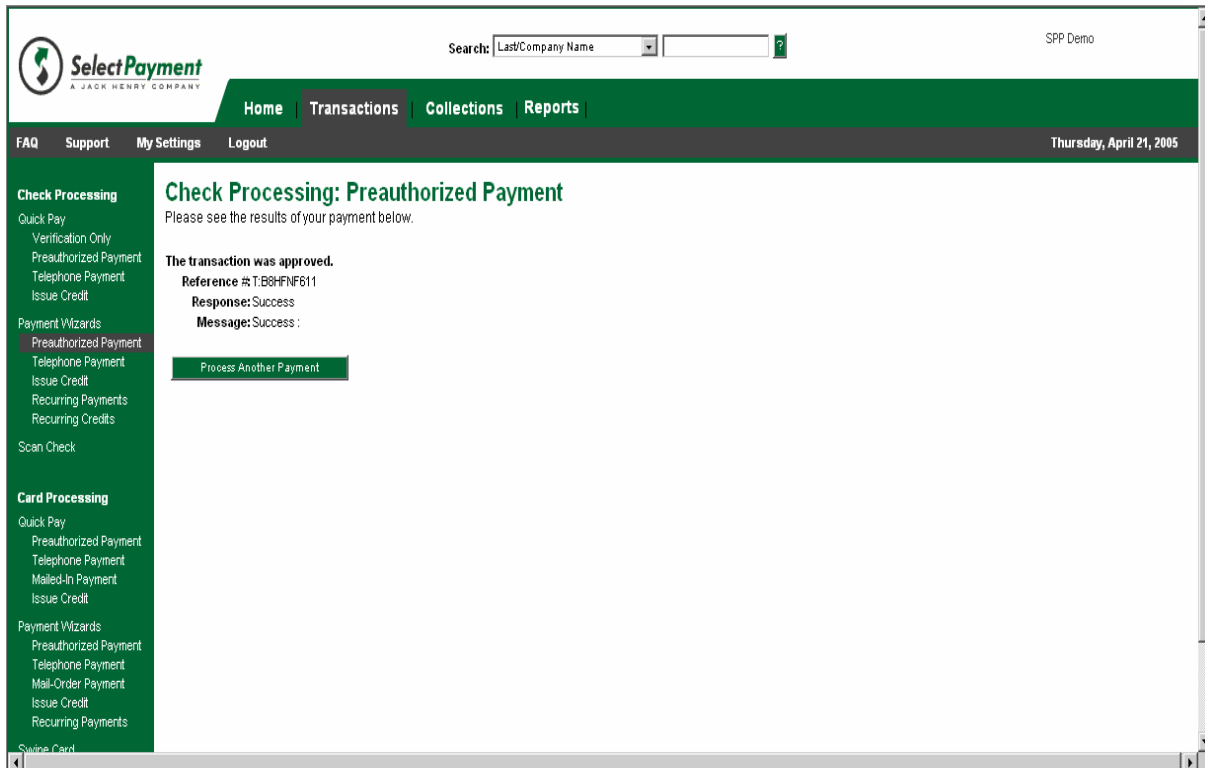 SelectPayment
A JACK HENRY COMPANY
Search: Last/Company Name ?
SPP Demo
Home | Transactions | Collections | Reports |
FAQ Support My Settings Logout Thursday, April 21, 2005
Check Processing
Quick Pay
Verification Only
Preauthorized Payment
Telephone Payment
Issue Credit
Payment Wizards
Preauthorized Payment
Telephone Payment
Issue Credit
Recurring Payments
Recurring Credits
Scan Check
Card Processing
Quick Pay
Preauthorized Payment
Telephone Payment
Mailed-In Payment
Issue Credit
Payment Wizards
Preauthorized Payment
Telephone Payment
Mail-Order Payment
Issue Credit
Recurring Payments
Swipe Card
Check Processing: Preauthorized Payment
Please see the results of your payment below.
The transaction was approved.
Reference #: T:B8HFNF611
Response: Success
Message: Success :
Process Another Payment